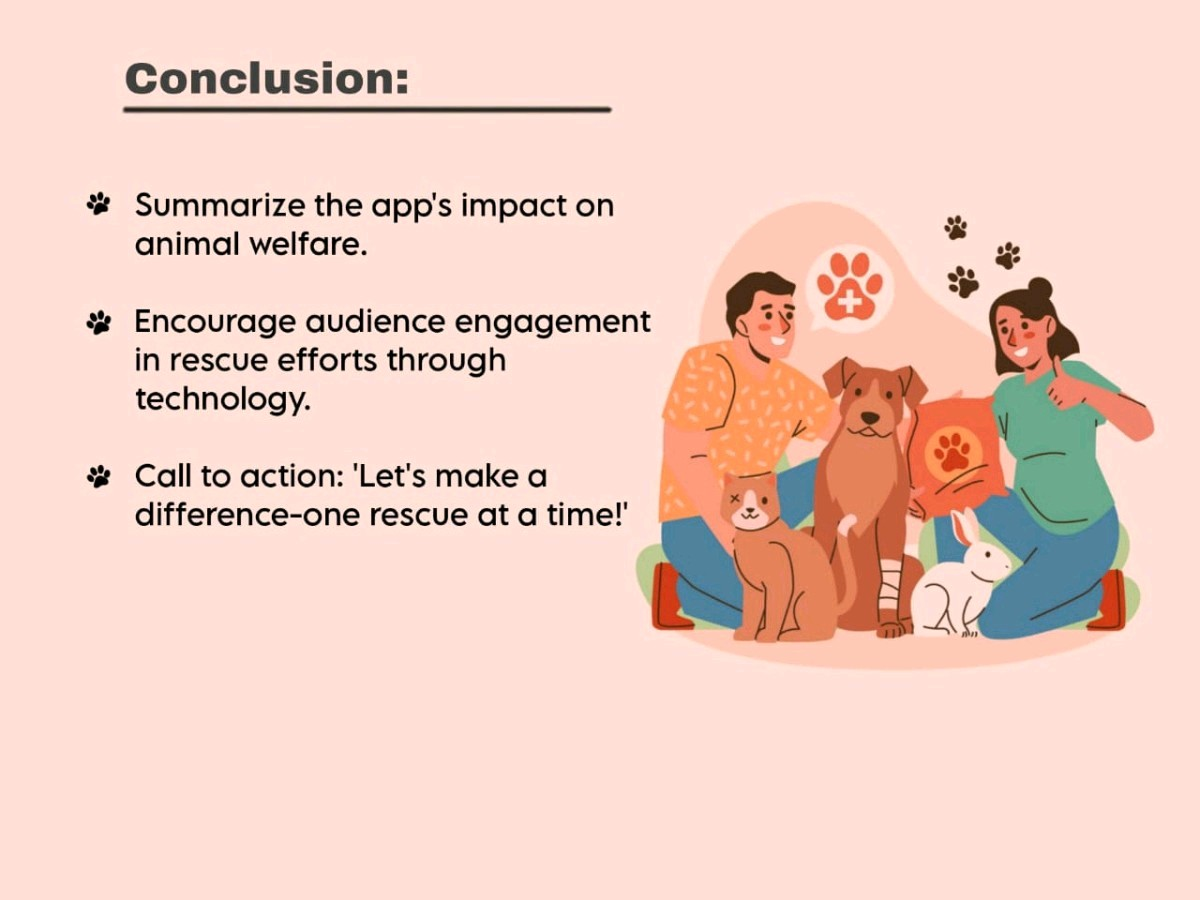 Conclusion:
Summarize the app's impact on
animal welfare.
Encourage audience engagement
in rescue efforts through
technology.
Call to action: 'Let's make a
difference-one rescue at a time!'